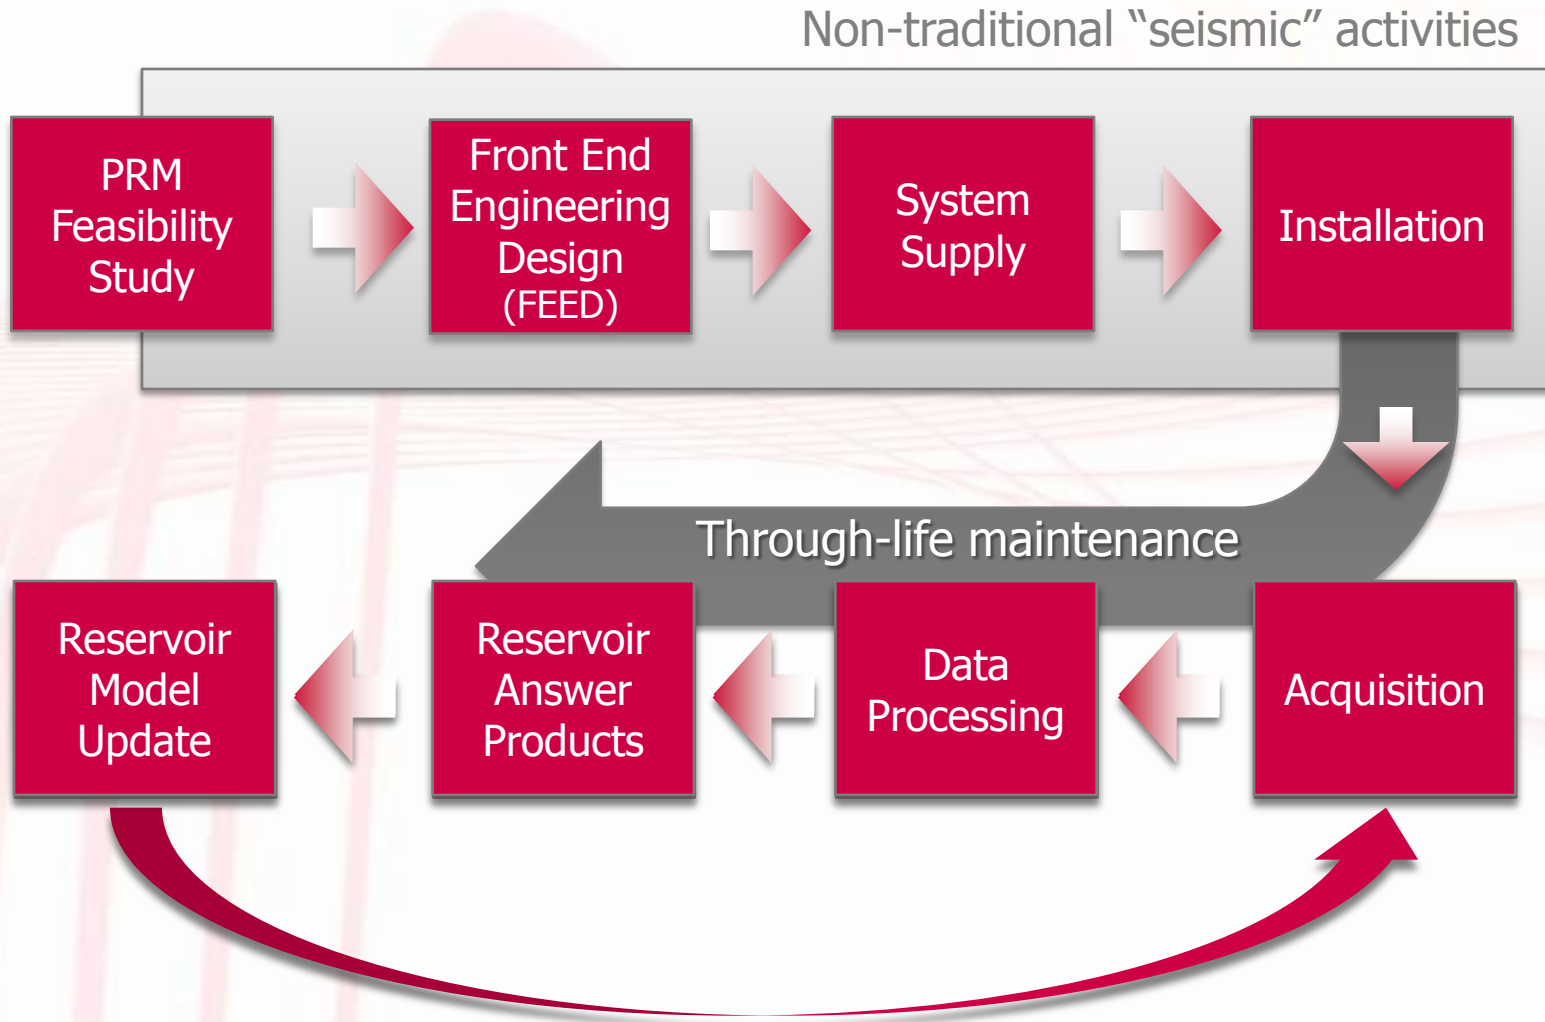 Non-traditional “seismic” activities
PRM
Feasibility
Study
Front End
Engineering
Design
(FEED)
System
Supply
Installation
Through-life maintenance
Reservoir
Model
Update
Reservoir
Answer
Products
Data
Processing
Acquisition